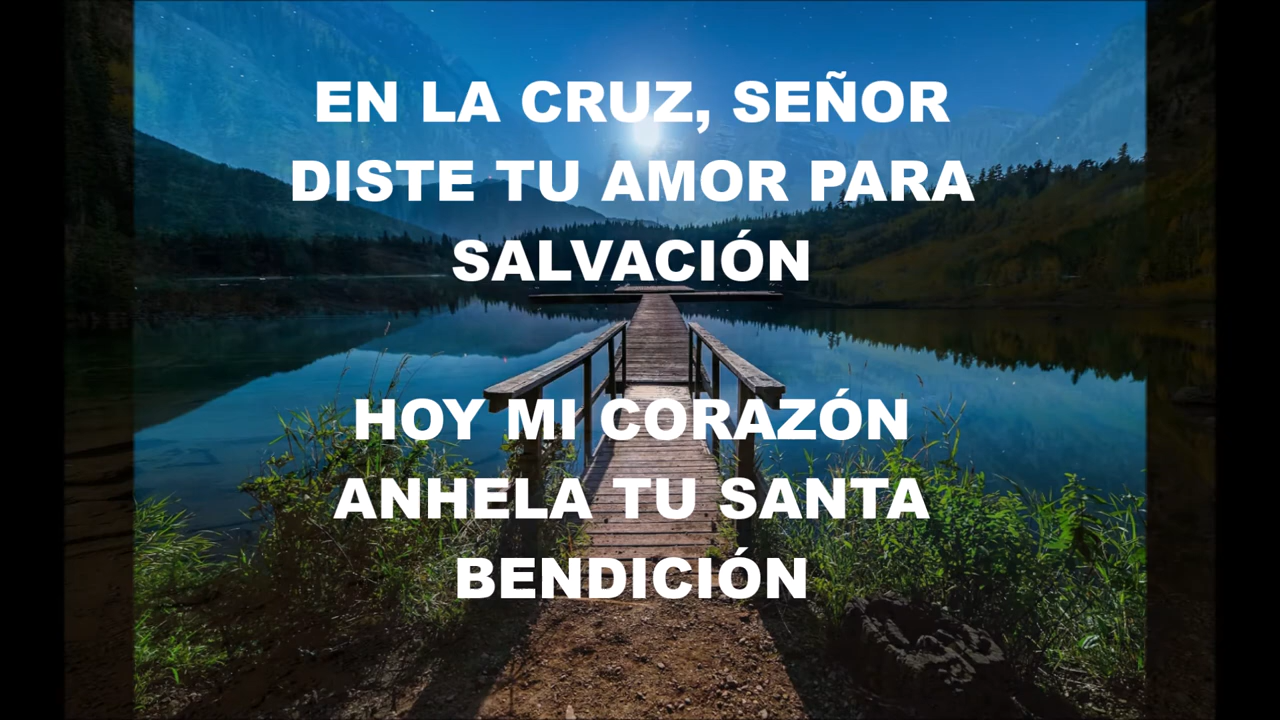 EN LA CRUZ, SEÑOR
DISTE TU AMOR PARA
SALVACIÓN
HOY MI CORAZÓN
ANHELA TU SANTA
BENDICIÓN